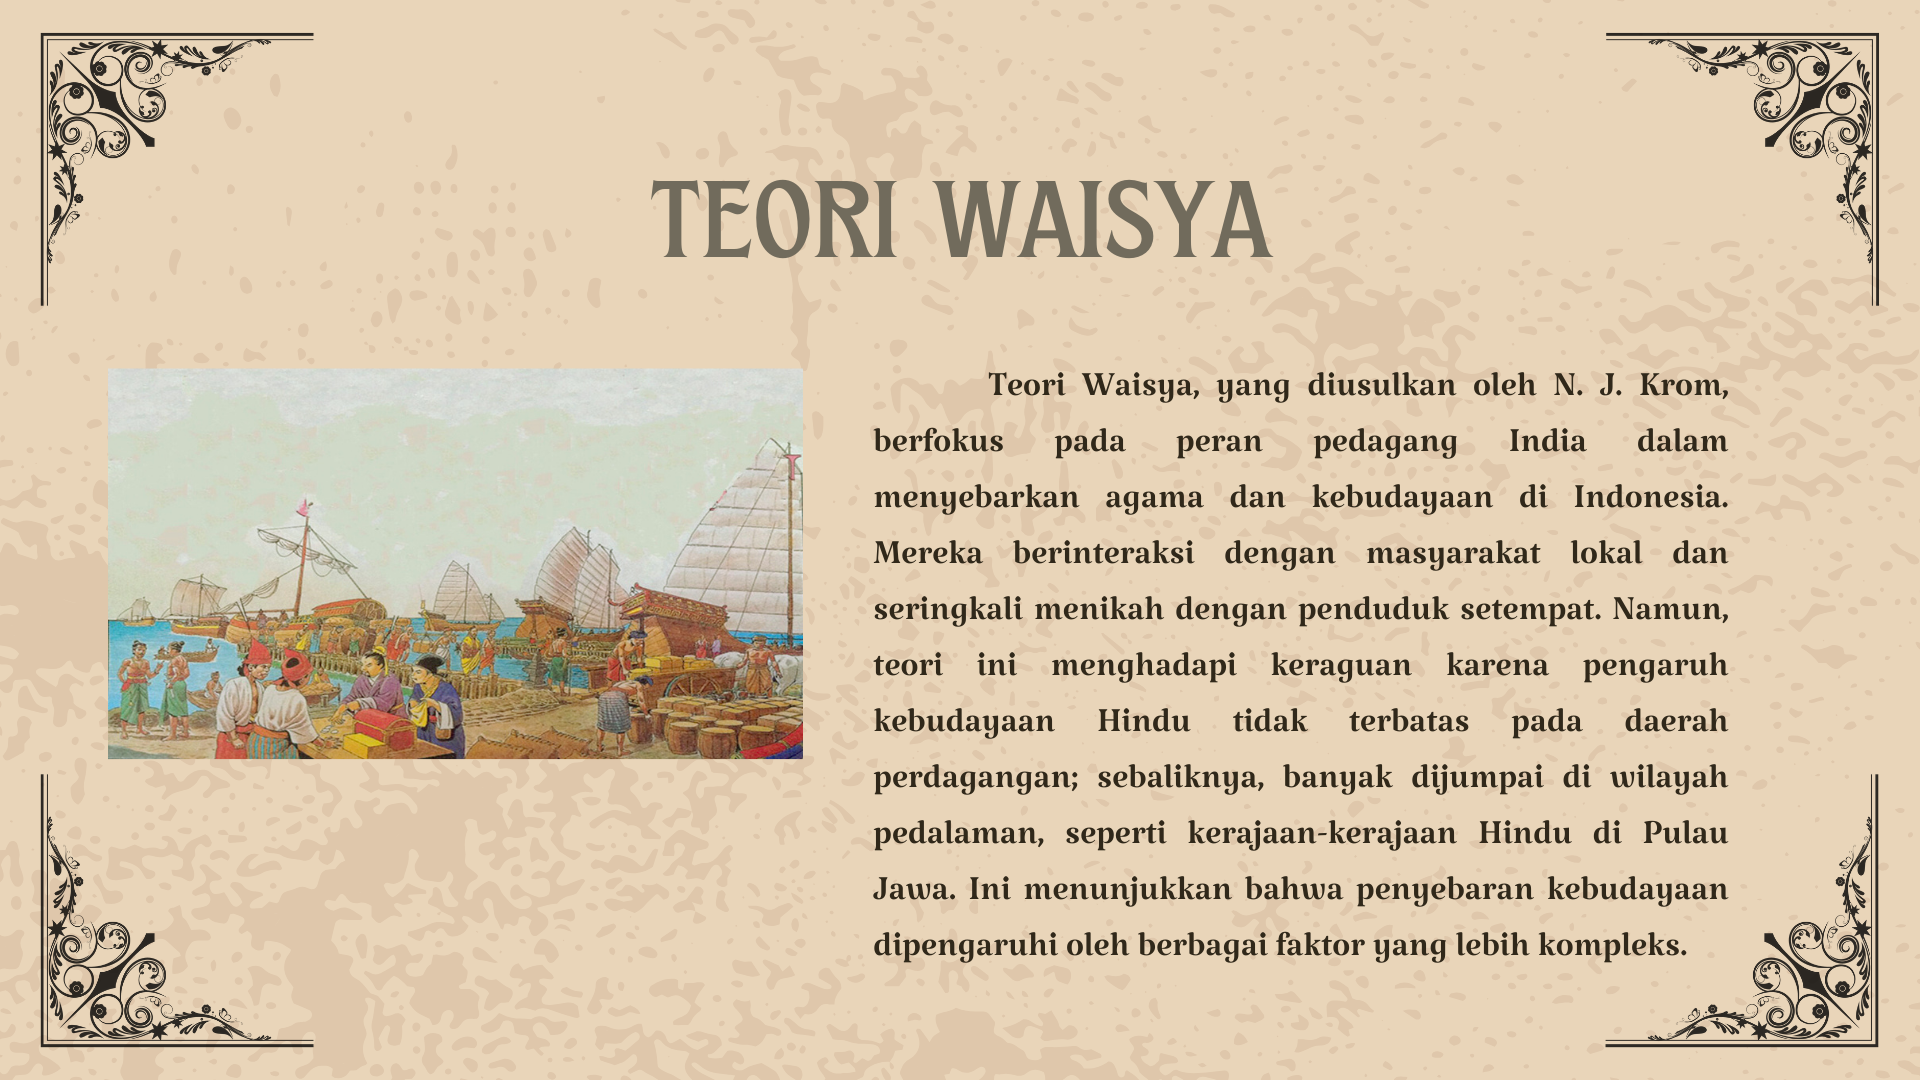 TEORI WAISYA
Teori Waisya, yang diusulkan oleh N. J. Krom,
berfokus pada peran pedagang India dalam
menyebarkan agama dan kebudayaan di Indonesia.
Mereka berinteraksi dengan masyarakat lokal dan
seringkali menikah dengan penduduk setempat. Namun,
teori ini menghadapi keraguan karena pengaruh
kebudayaan Hindu tidak terbatas pada daerah
perdagangan; sebaliknya, banyak dijumpai di wilayah
pedalaman, seperti kerajaan-kerajaan Hindu di Pulau
Jawa. Ini menunjukkan bahwa penyebaran kebudayaan
dipengaruhi oleh berbagai faktor yang lebih kompleks.